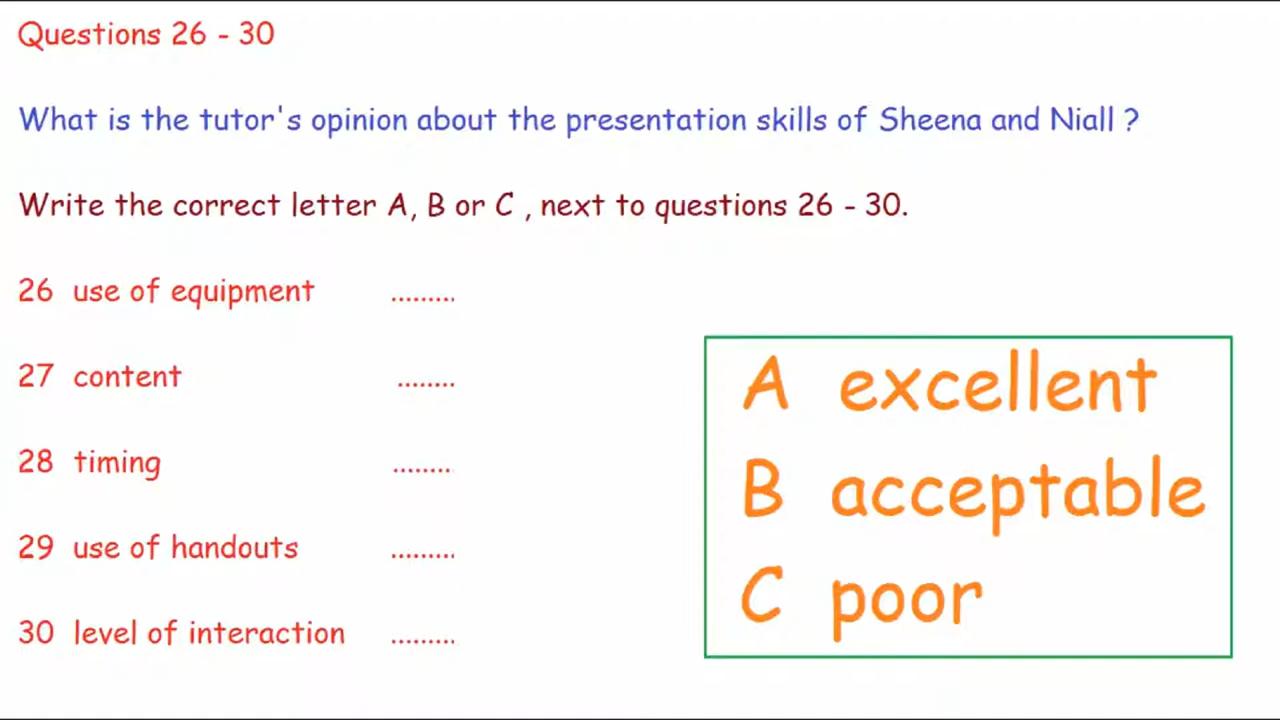 Questions 26 - 30
What is the tutor's opinion about the presentation skills of Sheena and Niall ?
Write the correct letter A, B or C , next to questions 26 - 30.
26 use of equipment .........
27 content ........
28 timing ........
29 use of handouts .........
30 level of interaction .........
A excellent
B acceptable
C poor